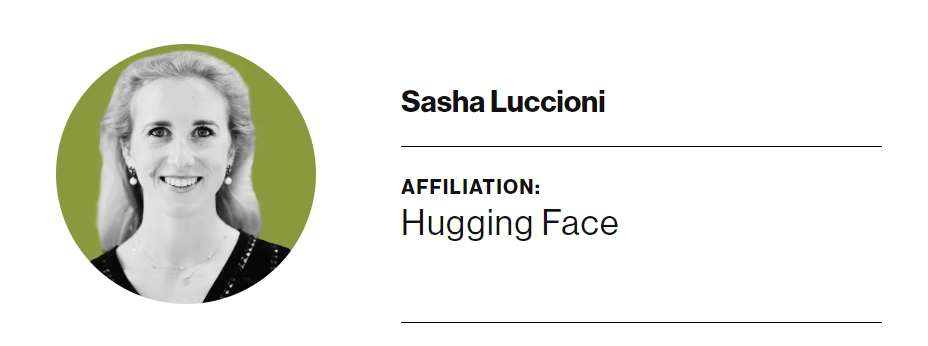 Sasha Luccioni
AFFILIATION:
Hugging Face